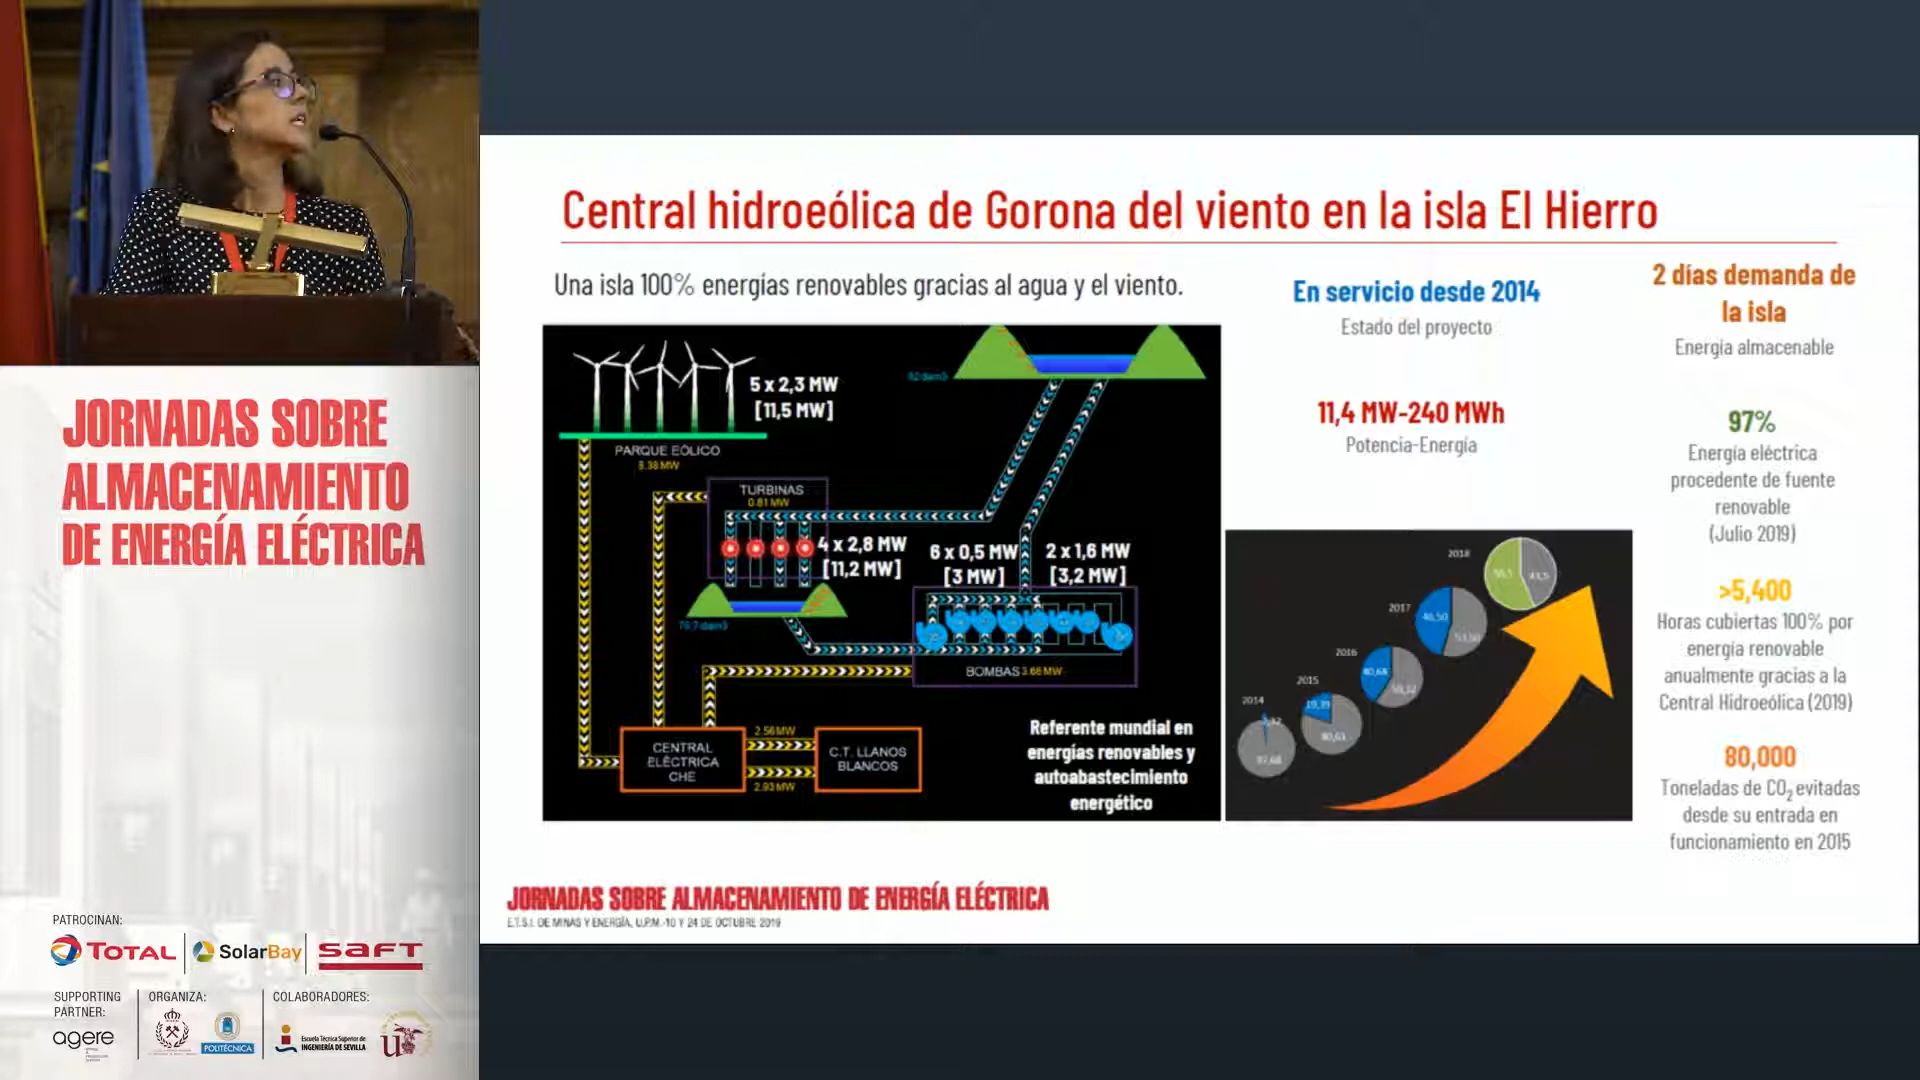 JORNADAS SOBRE
ALMACENAMIENTO
DE ENERGÍA ELÉCTRICA
PATROCINAN:
TOTAL
SolarBay
SAFT
SUPPORTING
PARTNER:
agere
ORGANIZA:
POLITÉCNICA
COLABORADORES:
Escuela Técnica Superior de
INGENIERÍA DE SEVILLA
Central hidroeólica de Gorona del viento en la isla El Hierro
Una isla 100% energías renovables gracias al agua y el viento.
5 x 2,3 MW
[11,5 MW]
PARQUE EÓLICO
8.38 MW
TURBINAS
0.81 MW
4 x 2,8 MW
[11,2 MW]
6 x 0,5 MW
[3 MW]
2 x 1,6 MW
[3,2 MW]
BOMBAS 3.66 MW
2.56 MW
2.93 MW
CENTRAL
ELÉCTRICA
CHE
C.T. LLANOS
BLANCOS
Referente mundial en
energías renovables y
autoabastecimiento
energético
En servicio desde 2014
Estado del proyecto
11,4 MW-240 MWh
Potencia-Energía
2018
2017
46,50
53,50
2016
2015
2014
2 días demanda de
la isla
Energía almacenable
97%
Energía eléctrica
procedente de fuente
renovable
(Julio 2019)
>5,400
Horas cubiertas 100% por
energía renovable
anualmente gracias a la
Central Hidroeólica (2019)
80,000
Toneladas de CO₂ evitadas
desde su entrada en
funcionamiento en 2015
JORNADAS SOBRE ALMACENAMIENTO DE ENERGÍA ELÉCTRICA
E.T.S.I. DE MINAS Y ENERGÍA, U.P.M.-10 Y 24 DE OCTUBRE 2019